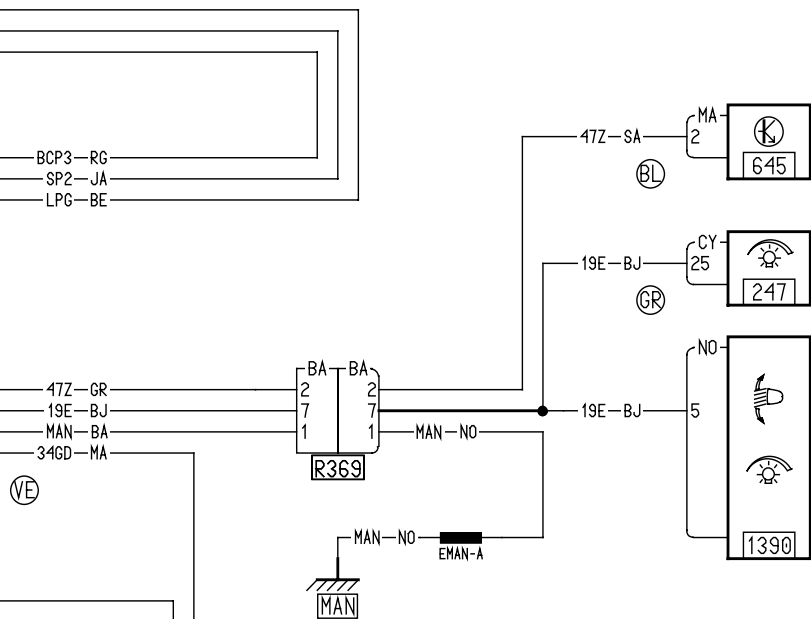 MA
47Z SA 2
645
BCP3 RG
SP2 JA
LPG BE
BL
CY
19E BJ 25
247
GR
NO
BA BA
47Z GR 2 2
19E BJ 7 7 19E BJ 5
MAN BA 1 1 MAN NO
34GD MA
R369
VE
MAN NO
EMAN-A
1390
MAN